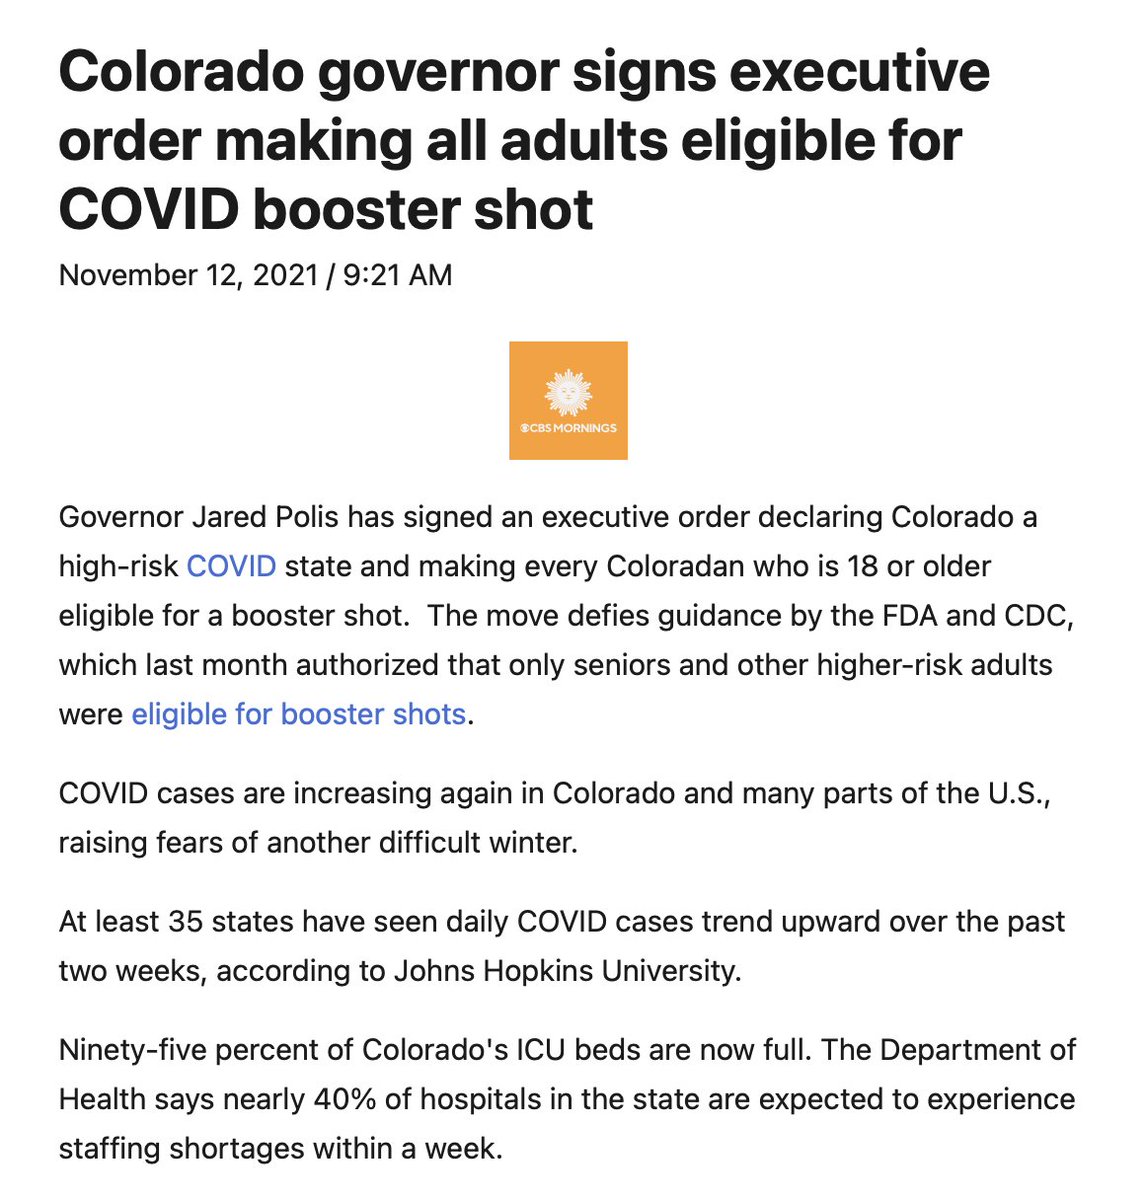 Colorado governor signs executive
order making all adults eligible for
COVID booster shot
November 12, 2021 / 9:21 AM
CBS MORNINGS
Governor Jared Polis has signed an executive order declaring Colorado a
high-risk COVID state and making every Coloradan who is 18 or older
eligible for a booster shot.  The move defies guidance by the FDA and CDC,
which last month authorized that only seniors and other higher-risk adults
were eligible for booster shots.
COVID cases are increasing again in Colorado and many parts of the U.S.,
raising fears of another difficult winter.
At least 35 states have seen daily COVID cases trend upward over the past
two weeks, according to Johns Hopkins University.
Ninety-five percent of Colorado's ICU beds are now full. The Department of
Health says nearly 40% of hospitals in the state are expected to experience
staffing shortages within a week.